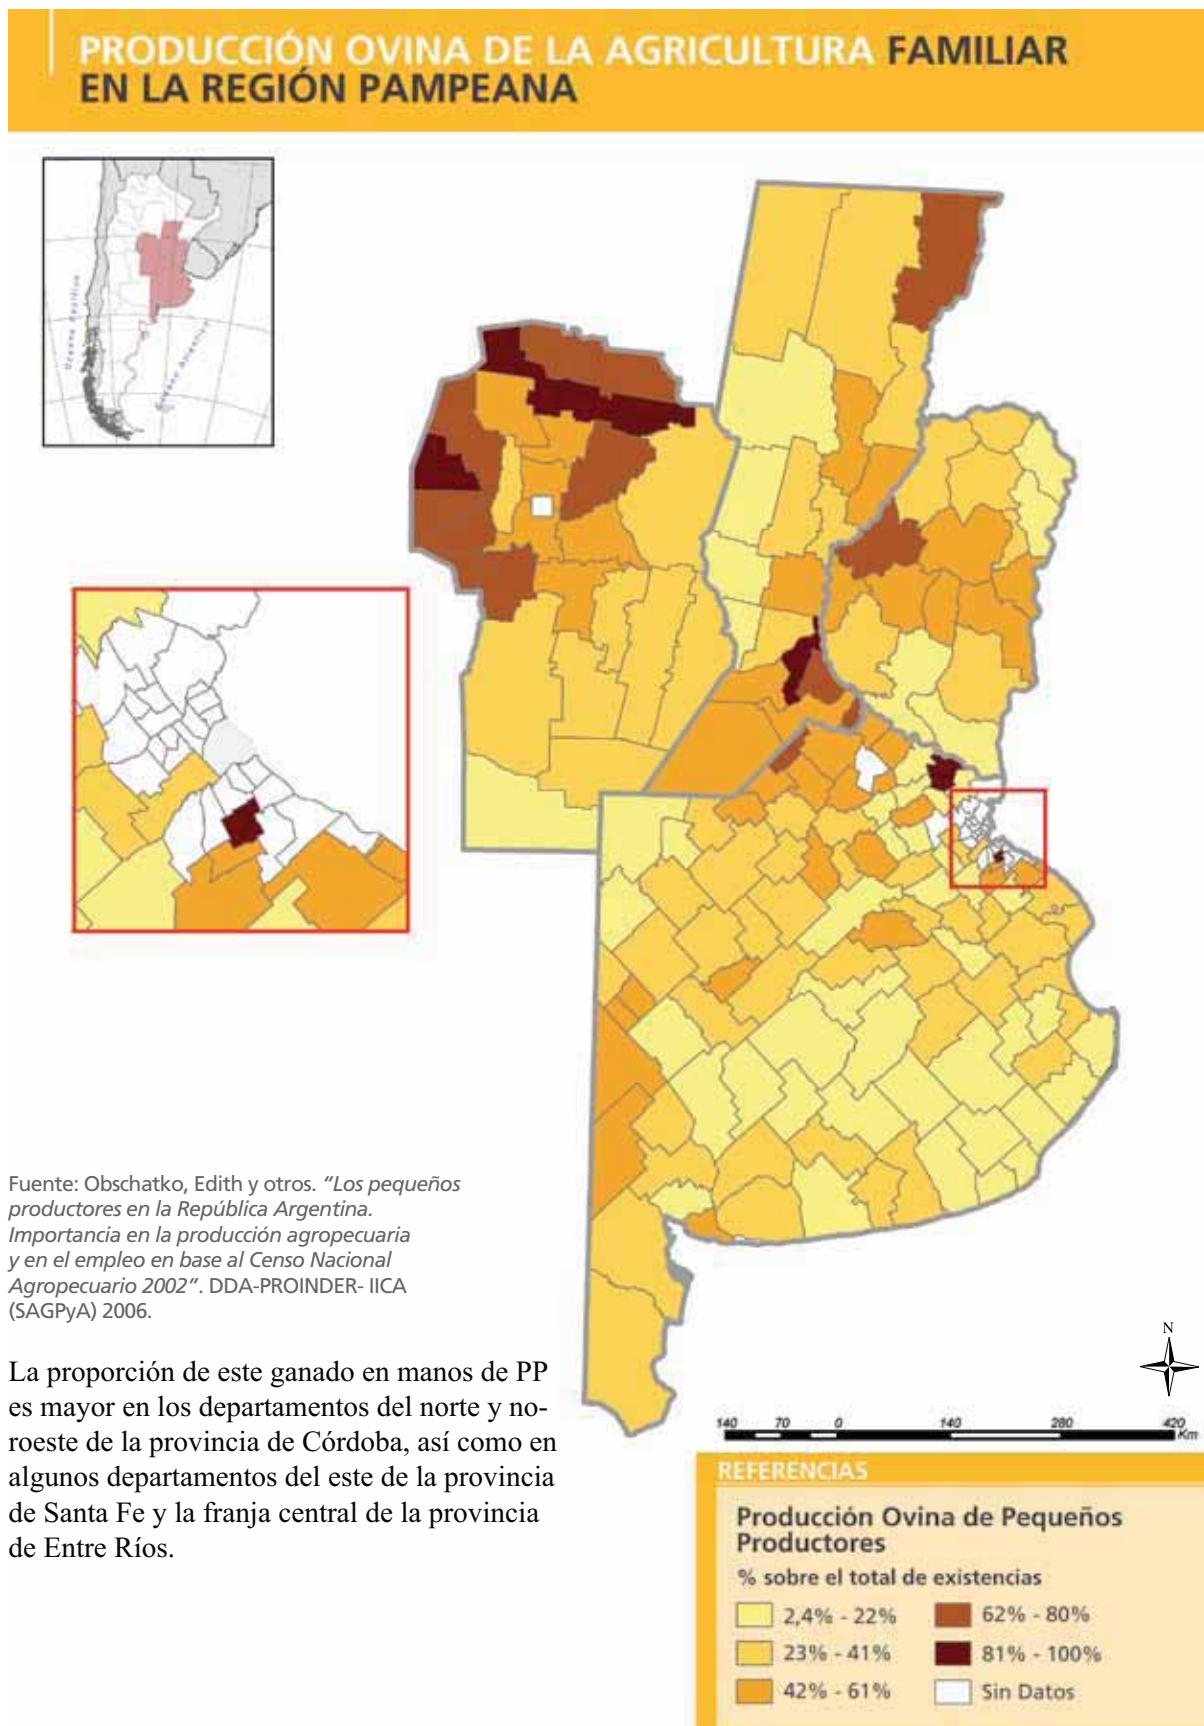 PRODUCCIÓN OVINA DE LA AGRICULTURA FAMILIAR
EN LA REGIÓN PAMPEANA
Océano Pacífico
Océano Atlántico
Fuente: Obschatko, Edith y otros. “Los pequeños
productores en la República Argentina.
Importancia en la producción agropecuaria
y en el empleo en base al Censo Nacional
Agropecuario 2002”. DDA-PROINDER- IICA
(SAGPyA) 2006.
La proporción de este ganado en manos de PP
es mayor en los departamentos del norte y no-
roeste de la provincia de Córdoba, así como en
algunos departamentos del este de la provincia
de Santa Fe y la franja central de la provincia
de Entre Ríos.
N
140 70 0 140 280 420
Km
REFERENCIAS
Producción Ovina de Pequeños
Productores
% sobre el total de existencias
2,4% - 22%
23% - 41%
42% - 61%
62% - 80%
81% - 100%
Sin Datos